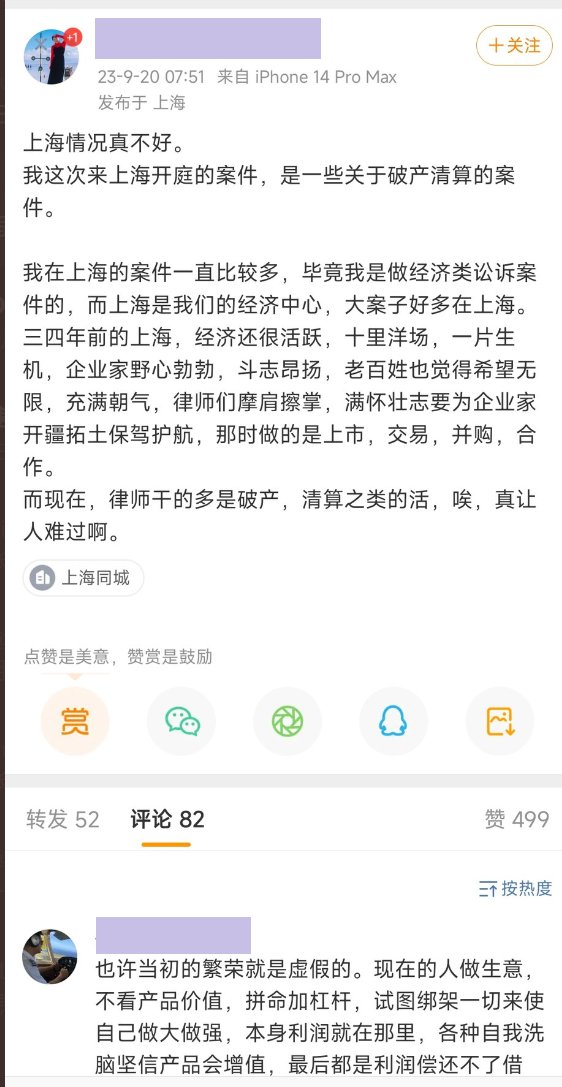 +1
+关注
23-9-20 07:51 来自 iPhone 14 Pro Max
发布于 上海
上海情况真不好。
我这次来上海开庭的案件，是一些关于破产清算的案
件。
我在上海的案件一直比较多，毕竟我是做经济类讼诉案
件的，而上海是我们的经济中心，大案子好多在上海。
三四年前的上海，经济还很活跃，十里洋场，一片生
机，企业家野心勃勃，斗志昂扬，老百姓也觉得希望无
限，充满朝气，律师们摩肩擦掌，满怀壮志要为企业家
开疆拓土保驾护航，那时做的是上市，交易，并购，合
作。
而现在，律师干的多是破产，清算之类的活，唉，真让
人难过啊。
上海同城
点赞是美意，赞赏是鼓励
赏
转发 52 评论 82 赞 499
按热度
也许当初的繁荣就是虚假的。现在的人做生意，
不看产品价值，拼命加杠杆，试图绑架一切来使
自己做大做强，本身利润就在那里，各种自我洗
脑坚信产品会增值，最后都是利润偿还不了借